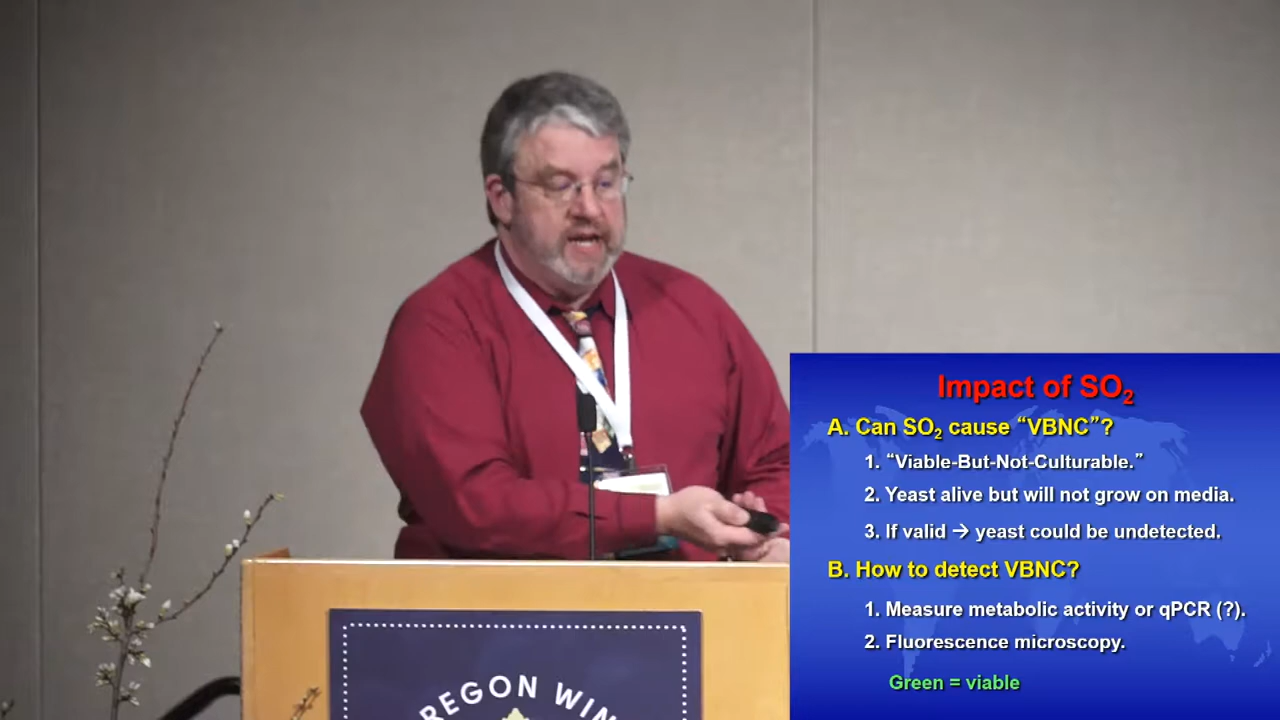 Impact of SO₂
A. Can SO₂ cause “VBNC”?
1. “Viable-But-Not-Culturable.”
2. Yeast alive but will not grow on media.
3. If valid → yeast could be undetected.
B. How to detect VBNC?
1. Measure metabolic activity or qPCR (?).
2. Fluorescence microscopy.
Green = viable
REGON WIN